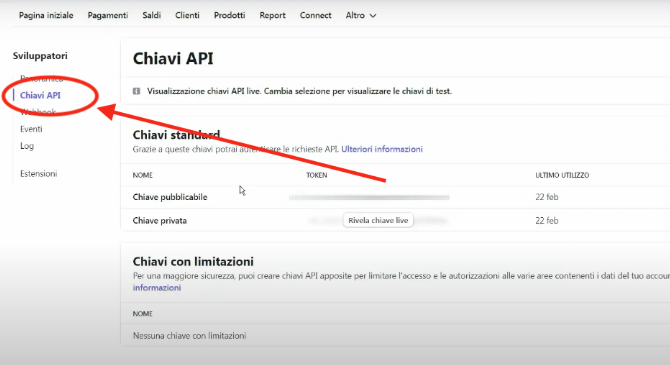 Pagina iniziale Pagamenti Saldi Clienti Prodotti Report Connect Altro
Sviluppatori
Panoramica
Chiavi API
Webhook
Eventi
Log
Estensioni
Chiavi API
Visualizzazione chiavi API live. Cambia selezione per visualizzare le chiavi di test.
Chiavi standard
Grazie a queste chiavi potrai autenticare le richieste API. Ulteriori informazioni
NOME TOKEN ULTIMO UTILIZZO
Chiave pubblicabile 22 feb
Chiave privata Rivela chiave live 22 feb
Chiavi con limitazioni
Per una maggiore sicurezza, puoi creare chiavi API apposite per limitare l'accesso e le autorizzazioni alle varie aree contenenti i dati del tuo accou
informazioni
NOME
Nessuna chiave con limitazioni